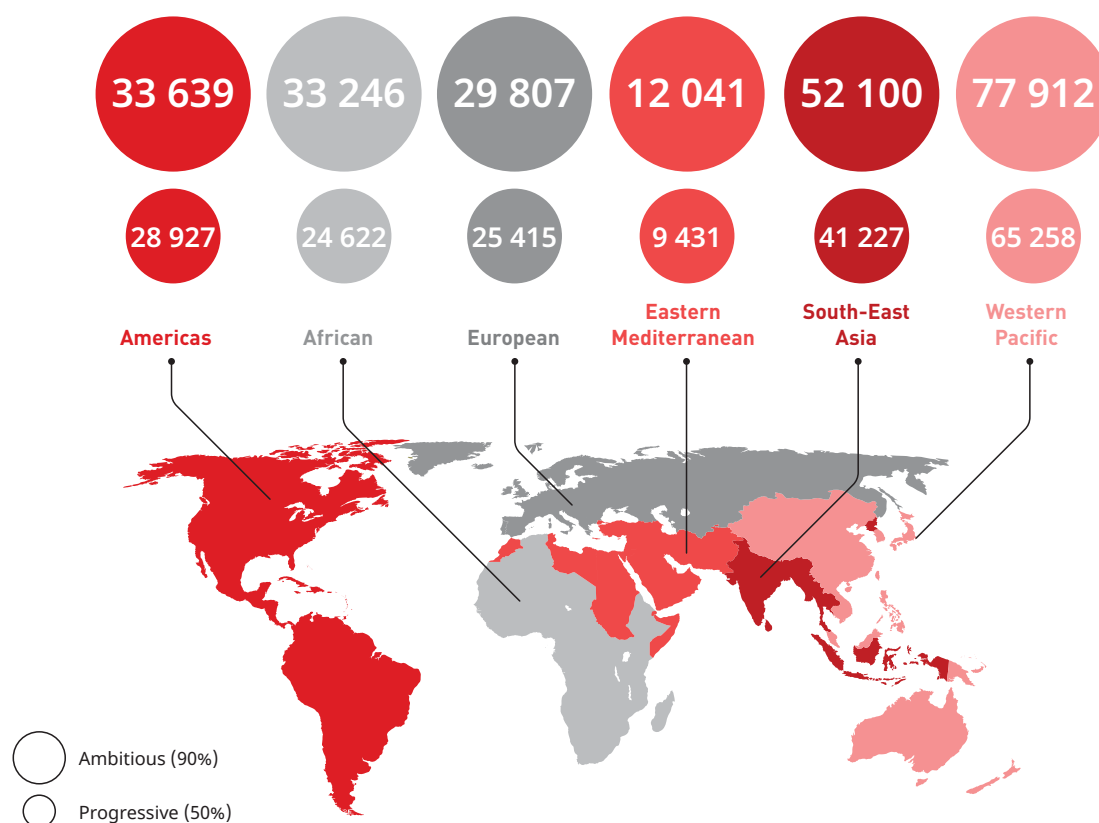 33 639
33 246
29 807
12 041
52 100
77 912
28 927
24 622
25 415
9 431
41 227
65 258
Americas
African
European
Eastern
Mediterranean
South-East
Asia
Western
Pacific
Ambitious (90%)
Progressive (50%)